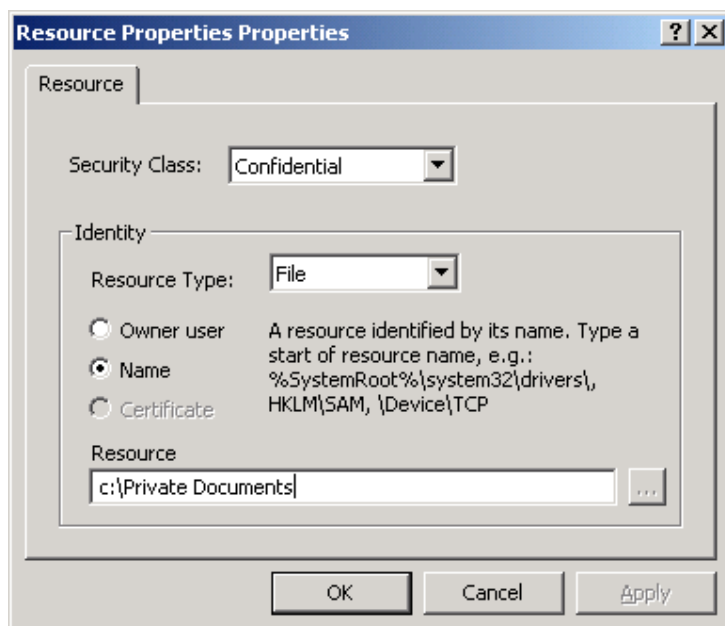 Resource Properties Properties
Resource
Security Class: Confidential
Identity
Resource Type: File
Owner user
Name
Certificate
A resource identified by its name. Type a
start of resource name, e.g.:
%SystemRoot%\system32\drivers\,
HKLM\SAM, \Device\TCP
Resource
c:\Private Documents
...
OK Cancel Apply